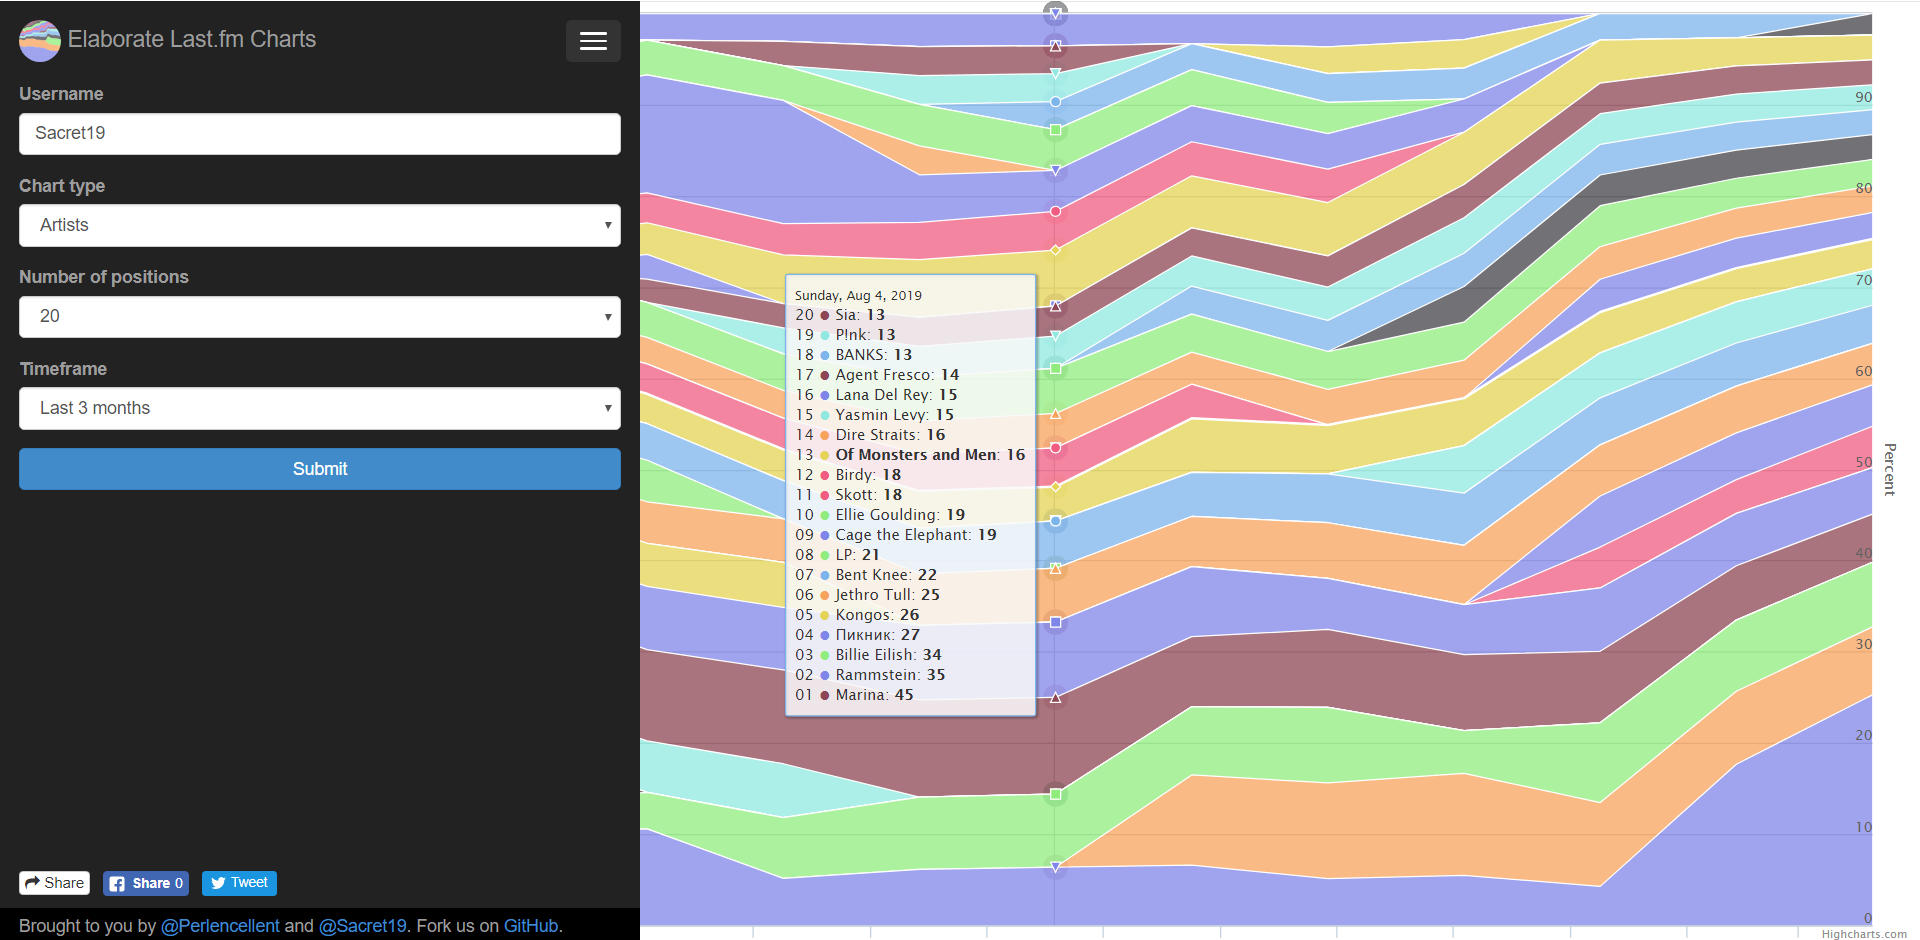 Elaborate Last.fm Charts
Username
Sacret19
Chart type
Artists
Number of positions
20
Timeframe
Last 3 months
Submit
Share
Share 0
Tweet
Brought to you by @Perlencellent and @Sacret19. Fork us on GitHub.
Sunday, Aug 4, 2019
20 ● Sia: 13
19 ● P!nk: 13
18 ● BANKS: 13
17 ● Agent Fresco: 14
16 ● Lana Del Rey: 15
15 ● Yasmin Levy: 15
14 ● Dire Straits: 16
13 ● Of Monsters and Men: 16
12 ● Birdy: 18
11 ● Skott: 18
10 ● Ellie Goulding: 19
09 ● Cage the Elephant: 19
08 ● LP: 21
07 ● Bent Knee: 22
06 ● Jethro Tull: 25
05 ● Kongos: 26
04 ● Пикник: 27
03 ● Billie Eilish: 34
02 ● Rammstein: 35
01 ● Marina: 45
90
80
70
60
50
40
30
20
10
0
Percent
Highcharts.com